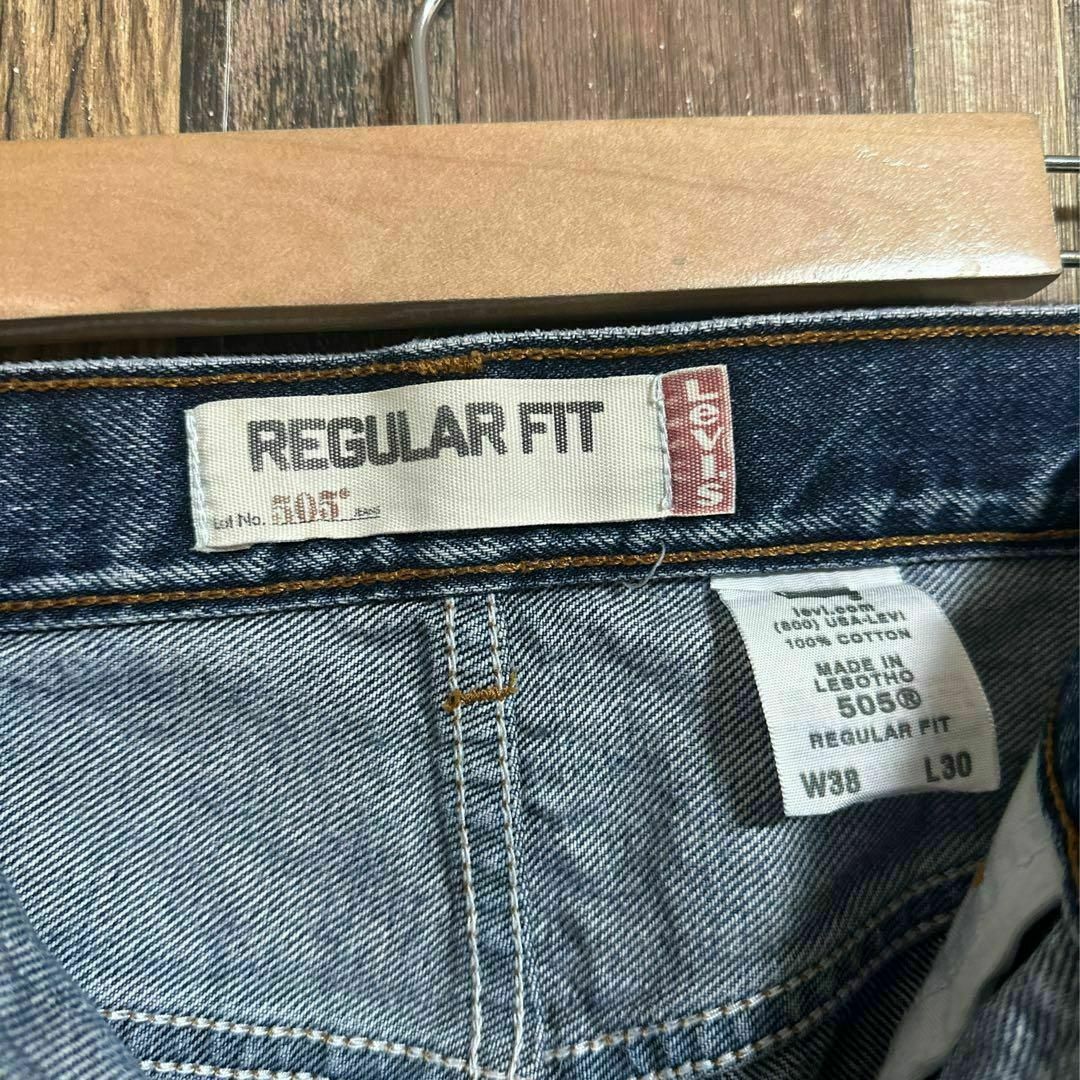 REGULAR FIT
Lot No. 505® JEANS
LEVI'S
levi.com
(800) USA-LEVI
100% COTTON
MADE IN
LESOTHO
505®
REGULAR FIT
W38 L30